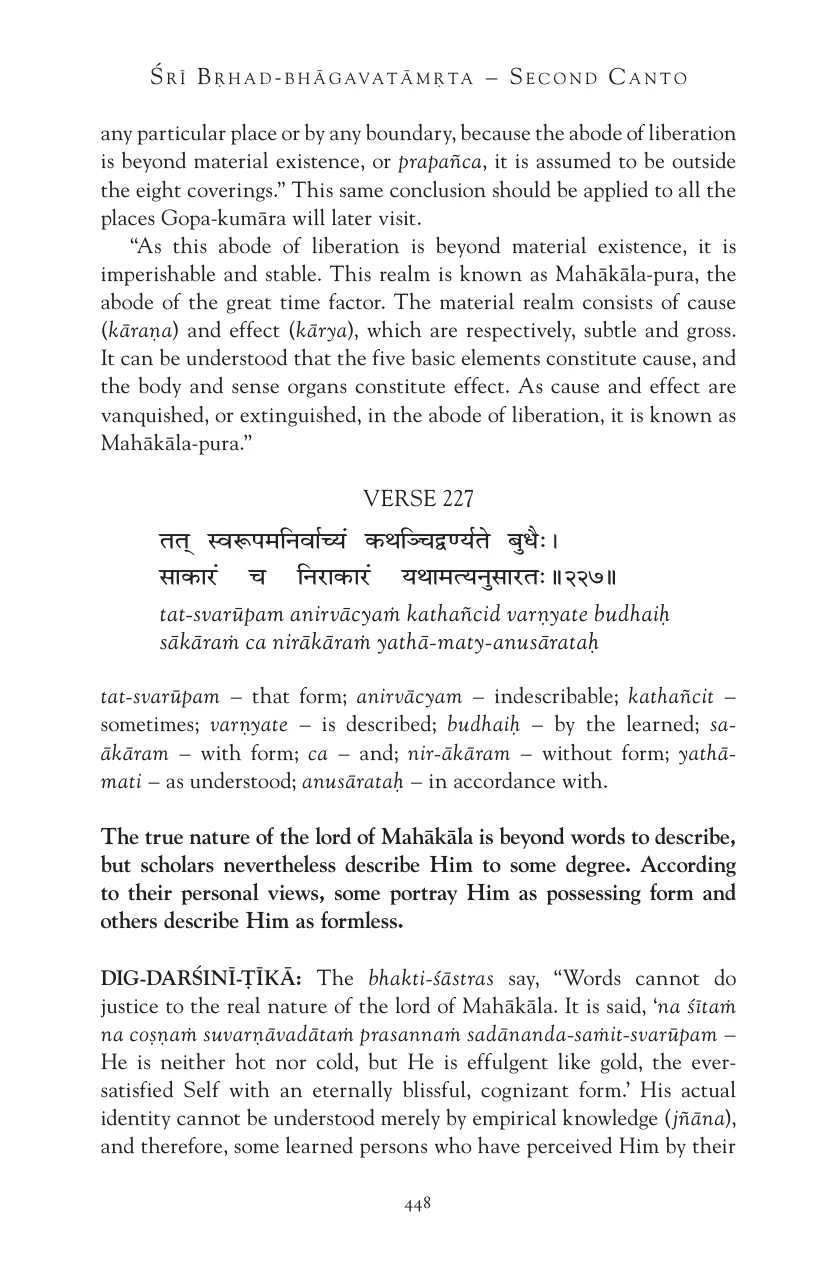 Śrī Bṛhad-bhāgavatāmṛta – Second Canto
any particular place or by any boundary, because the abode of liberation
is beyond material existence, or prapañca, it is assumed to be outside
the eight coverings.” This same conclusion should be applied to all the
places Gopa-kumāra will later visit.
“As this abode of liberation is beyond material existence, it is
imperishable and stable. This realm is known as Mahākāla-pura, the
abode of the great time factor. The material realm consists of cause
(kāraṇa) and effect (kārya), which are respectively, subtle and gross.
It can be understood that the five basic elements constitute cause, and
the body and sense organs constitute effect. As cause and effect are
vanquished, or extinguished, in the abode of liberation, it is known as
Mahākāla-pura.”
VERSE 227
तत् स्वरूपमनिर्वाच्यं कथञ्चिद्वर्ण्यते बुधैः।
साकारं च निराकारं यथामत्यनुसारतः॥२२७॥
tat-svarūpam anirvācyaṁ kathañcid varṇyate budhaiḥ
sākāraṁ ca nirākāraṁ yathā-maty-anusārataḥ
tat-svarūpam – that form; anirvācyam – indescribable; kathañcit –
sometimes; varṇyate – is described; budhaiḥ – by the learned; sa-
ākāram – with form; ca – and; nir-ākāram – without form; yathā-
mati – as understood; anusārataḥ – in accordance with.
The true nature of the lord of Mahākāla is beyond words to describe,
but scholars nevertheless describe Him to some degree. According
to their personal views, some portray Him as possessing form and
others describe Him as formless.
DIG-DARŚINĪ-ṬĪKĀ: The bhakti-śāstras say, “Words cannot do
justice to the real nature of the lord of Mahākāla. It is said, ‘na śītaṁ
na coṣṇaṁ suvarṇāvadātaṁ prasannaṁ sadānanda-saṁit-svarūpam –
He is neither hot nor cold, but He is effulgent like gold, the ever-
satisfied Self with an eternally blissful, cognizant form.’ His actual
identity cannot be understood merely by empirical knowledge (jñāna),
and therefore, some learned persons who have perceived Him by their
448